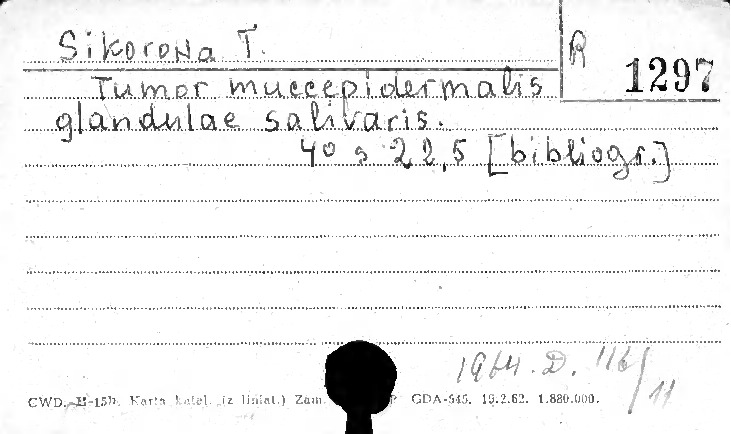 Sikorowa T.
R
1297
Tumor muccepidermalis
glandulae salivaris.
40 s 22,5 [bibliogr.]
1964. D. 116/11
CWD. H-15b. Karta katal. (z liniat.) Zam. GDA-545. 15.2.62. 1.880.000.